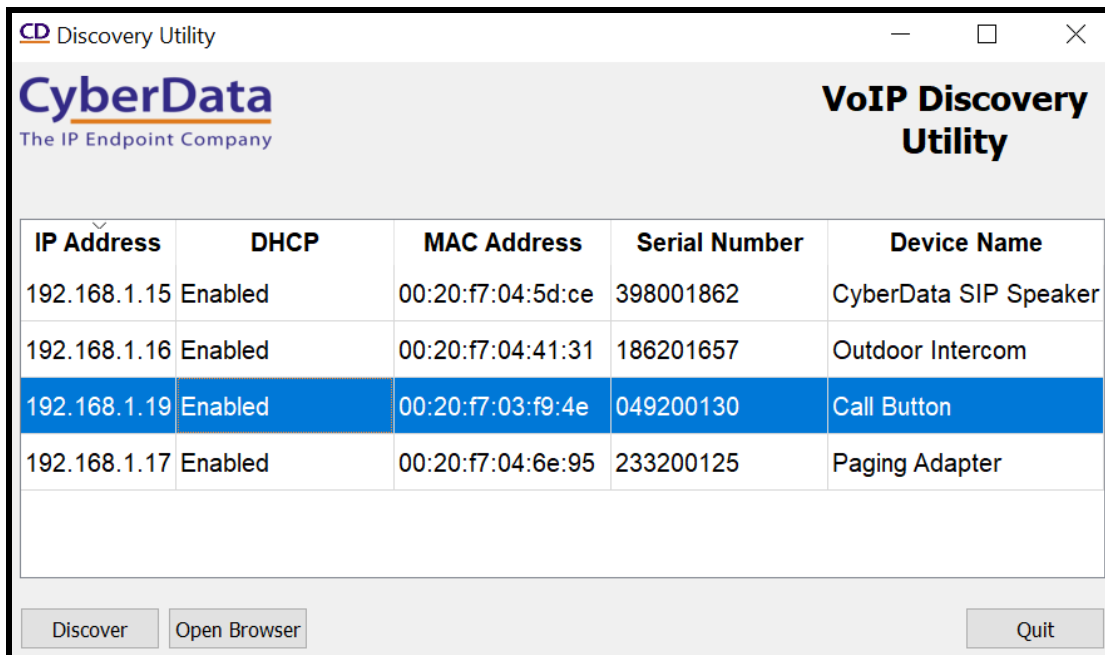 CD Discovery Utility
CyberData
The IP Endpoint Company
VoIP Discovery
Utility
IP Address DHCP MAC Address Serial Number Device Name
192.168.1.15 Enabled 00:20:f7:04:5d:ce 398001862 CyberData SIP Speaker
192.168.1.16 Enabled 00:20:f7:04:41:31 186201657 Outdoor Intercom
192.168.1.19 Enabled 00:20:f7:03:f9:4e 049200130 Call Button
192.168.1.17 Enabled 00:20:f7:04:6e:95 233200125 Paging Adapter
Discover Open Browser Quit